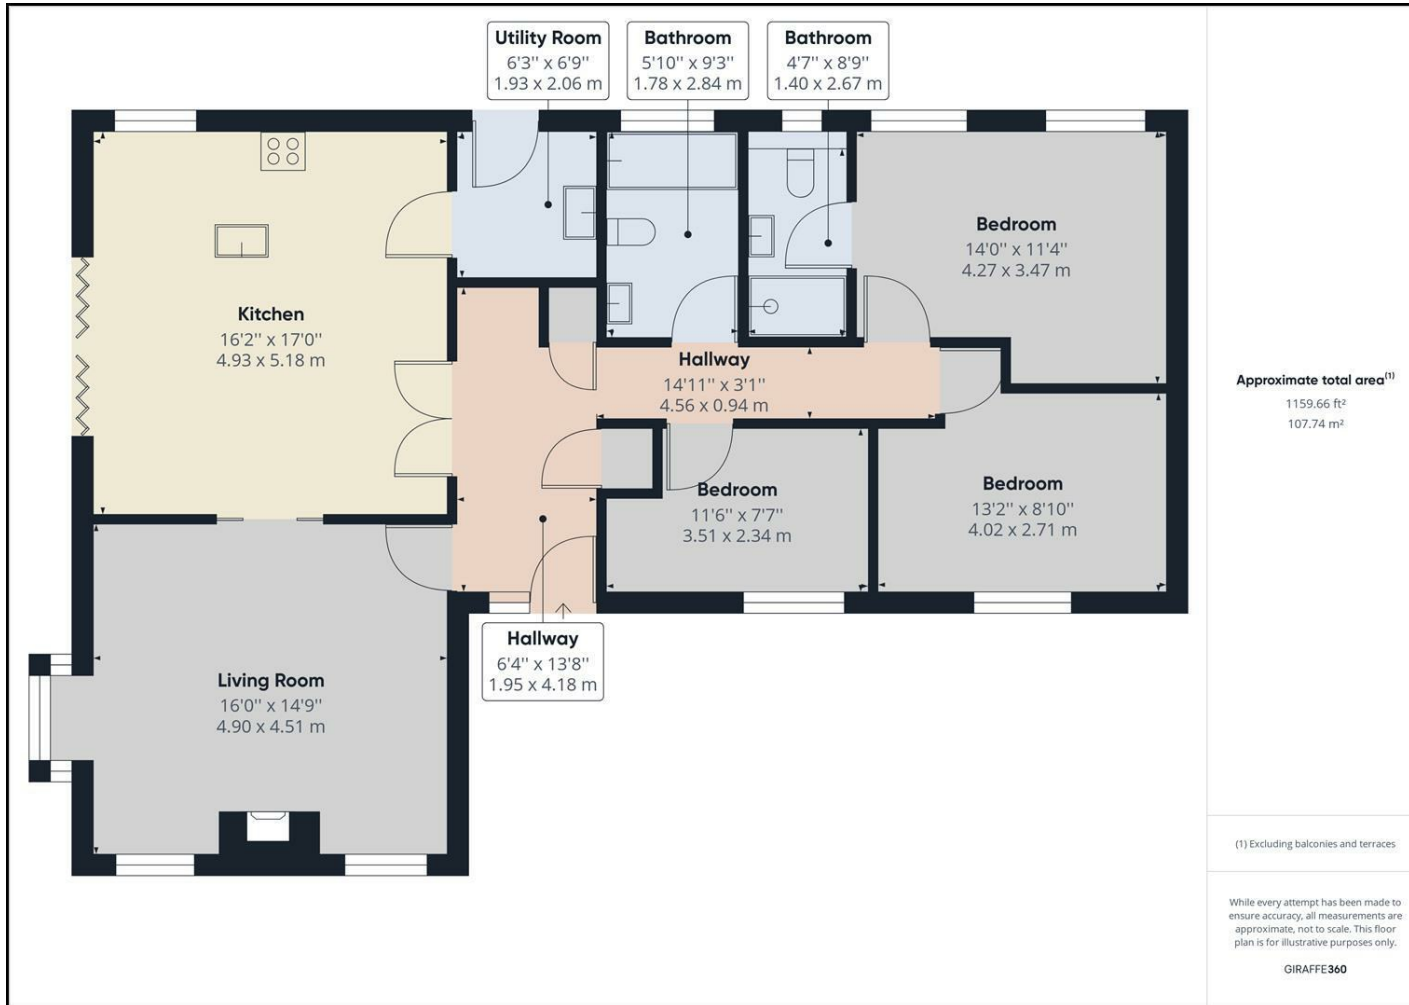 Utility Room
6'3'' x 6'9''
1.93 x 2.06 m
Bathroom
5'10'' x 9'3''
1.78 x 2.84 m
Bathroom
4'7'' x 8'9''
1.40 x 2.67 m
Kitchen
16'2'' x 17'0''
4.93 x 5.18 m
Bedroom
14'0'' x 11'4''
4.27 x 3.47 m
Hallway
14'11'' x 3'1''
4.56 x 0.94 m
Bedroom
11'6'' x 7'7''
3.51 x 2.34 m
Bedroom
13'2'' x 8'10''
4.02 x 2.71 m
Hallway
6'4'' x 13'8''
1.95 x 4.18 m
Living Room
16'0'' x 14'9''
4.90 x 4.51 m
Approximate total area(1)
1159.66 ft²
107.74 m²
(1) Excluding balconies and terraces
While every attempt has been made to
ensure accuracy, all measurements are
approximate, not to scale. This floor
plan is for illustrative purposes only.
GIRAFFE360